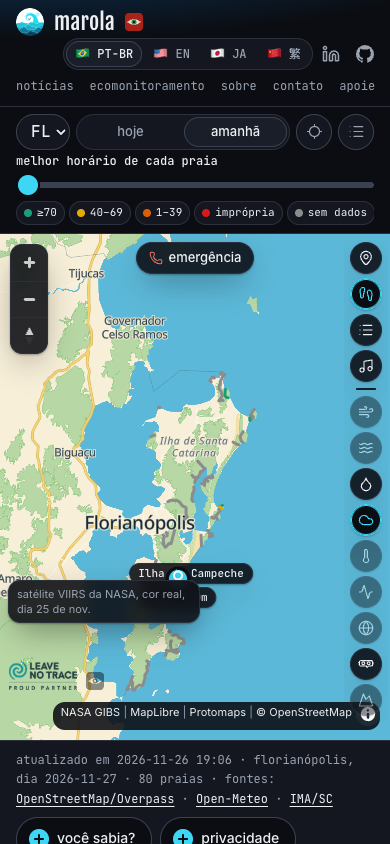 marola
PT-BR EN JA 繁
notícias ecomonitoramento sobre contato apoie
FL hoje amanhã
melhor horário de cada praia
≥70 40–69 1–39 imprópria sem dados
emergência
Tijucas
Governador
Celso Ramos
Ilha de Santa
Catarina
Biguaçu
Florianópolis
Ilha Campeche
Amaro
satélite VIIRS da NASA, cor real,
dia 25 de nov.
LEAVE
NO TRACE
PROUD PARTNER
NASA GIBS | MapLibre | Protomaps | © OpenStreetMap
atualizado em 2026-11-26 19:06 · florianópolis,
dia 2026-11-27 · 80 praias · fontes:
OpenStreetMap/Overpass · Open-Meteo · IMA/SC
você sabia? privacidade